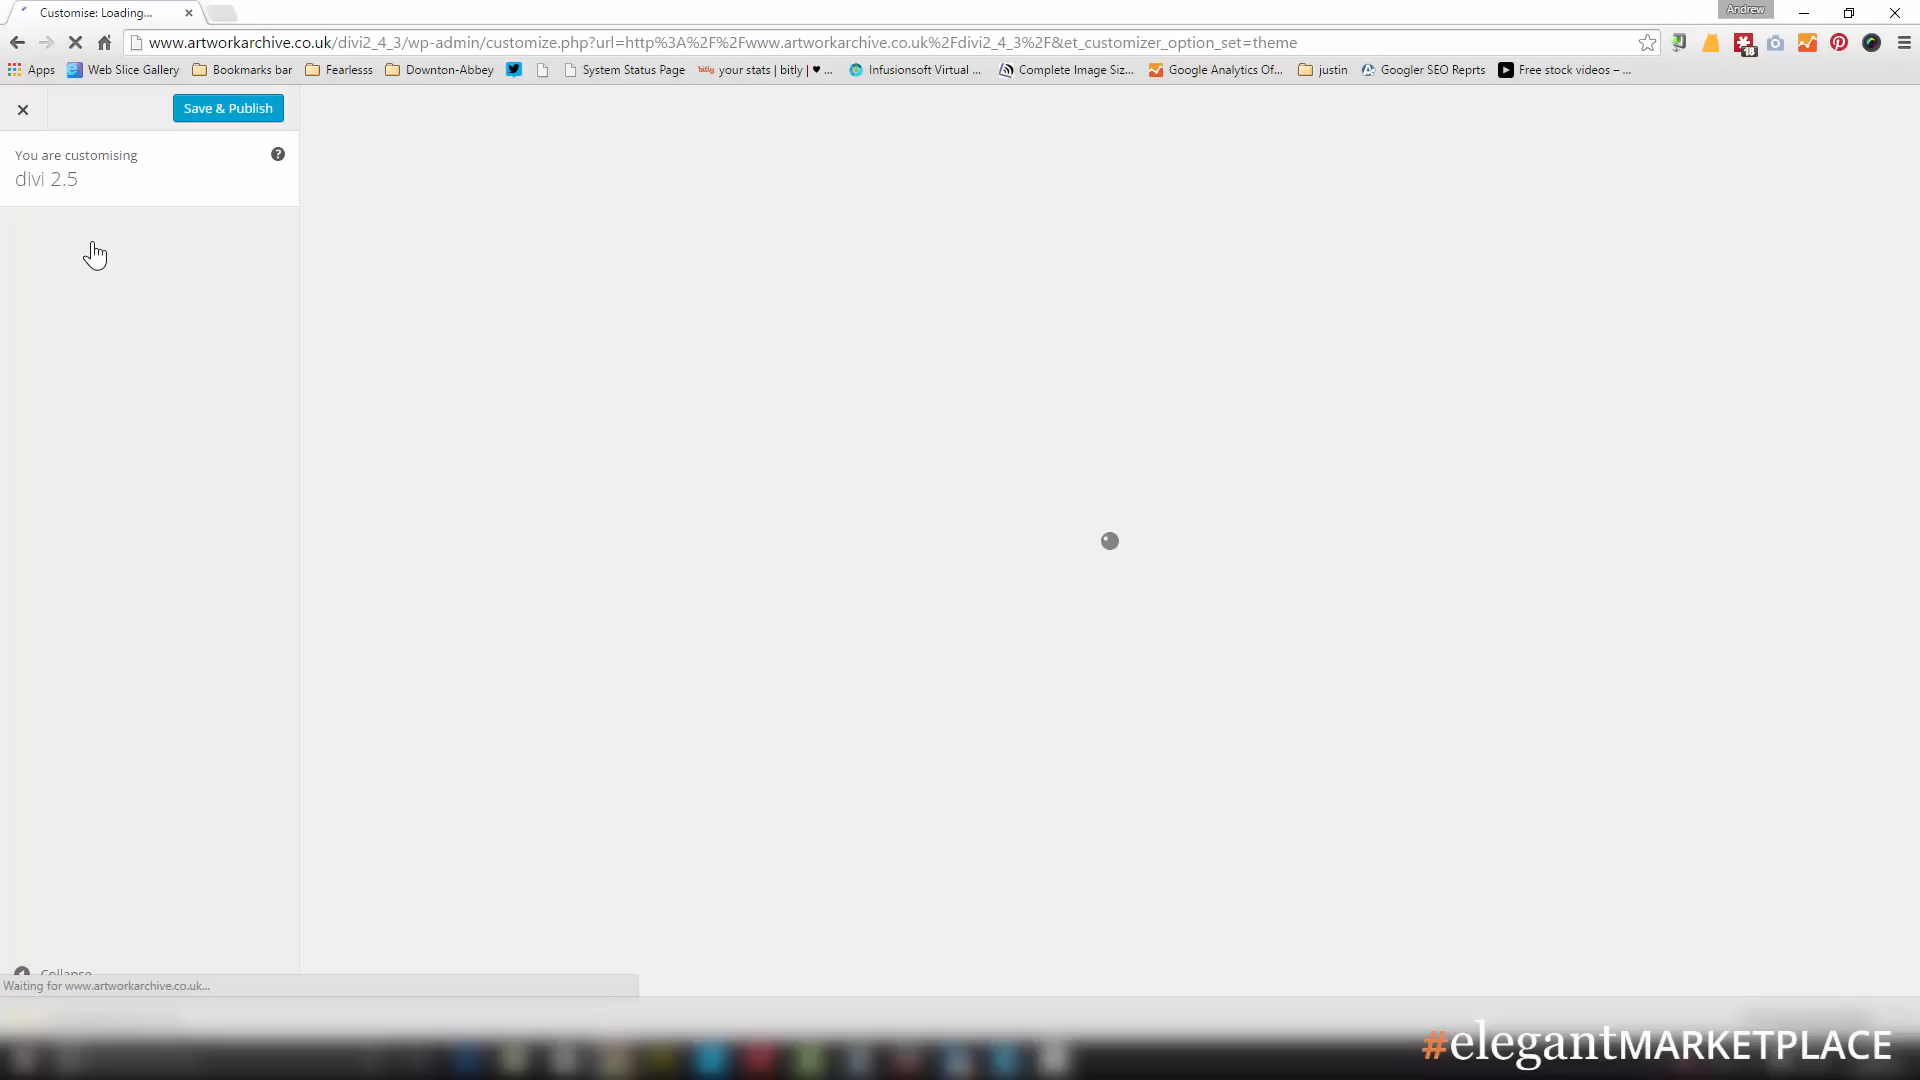 Customise: Loading...
Andrew
www.artworkarchive.co.uk/divi2_4_3/wp-admin/customize.php?url=http%3A%2F%2Fwww.artworkarchive.co.uk%2Fdivi2_4_3%2F&et_customizer_option_set=theme
18
Apps Web Slice Gallery Bookmarks bar Fearlesss Downton-Abbey System Status Page bitly your stats | bitly | ♥ ... Infusionsoft Virtual ... Complete Image Siz... Google Analytics Of... justin Googler SEO Reprts Free stock videos – ...
Save & Publish
You are customising
divi 2.5
Collapse
Waiting for www.artworkarchive.co.uk...
#elegantMARKETPLACE